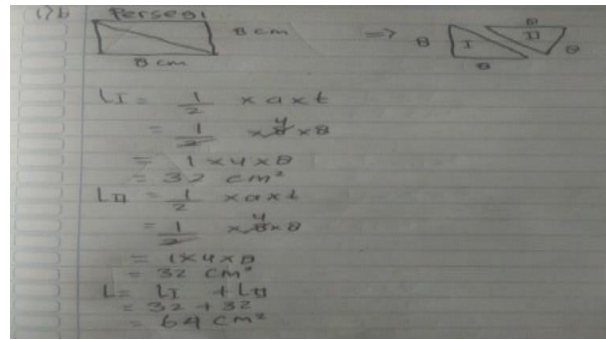 1) b Persegi
8 cm => 8 I II 8
8 cm 8
LI = 1/2 x a x t
= 1/2 x 8 4 x 8
= 1 x 4 x 8
= 32 cm²
LII = 1/2 x a x t
= 1/2 x 8 4 x 8
= 1 x 4 x 8
= 32 cm²
L = LI + LII
= 32 + 32
= 64 cm²